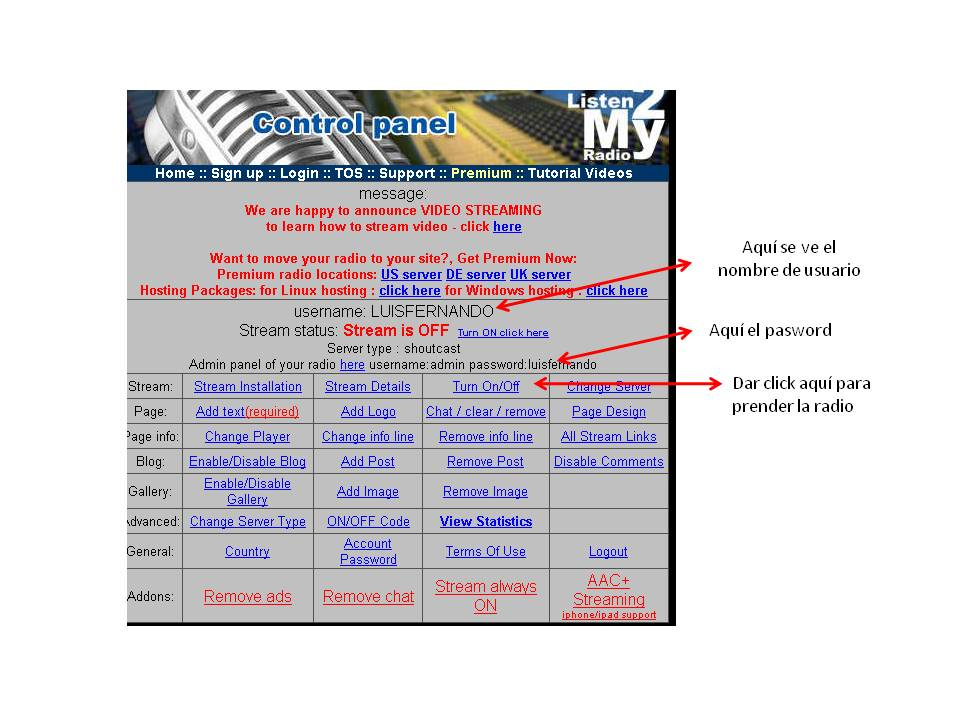 Listen 2
My
Radio
Control panel
Home :: Sign up :: Login :: TOS :: Support :: Premium :: Tutorial Videos
message:
We are happy to announce VIDEO STREAMING
to learn how to stream video - click here
Want to move your radio to your site?, Get Premium Now:
Premium radio locations: US server DE server UK server
Hosting Packages: for Linux hosting : click here for Windows hosting : click here
username: LUISFERNANDO
Stream status: Stream is OFF Turn ON click here
Server type : shoutcast
Admin panel of your radio here username:admin password:luisfernando
Stream: Stream Installation Stream Details Turn On/Off Change Server
Page: Add text(required) Add Logo Chat / clear / remove Page Design
Page info: Change Player Change info line Remove info line All Stream Links
Blog: Enable/Disable Blog Add Post Remove Post Disable Comments
Gallery: Enable/Disable
Gallery Add Image Remove Image
Advanced: Change Server Type ON/OFF Code View Statistics
General: Country Account
Password Terms Of Use Logout
Addons: Remove ads Remove chat Stream always
ON AAC+
Streaming
iphone/ipad support
Aquí se ve el
nombre de usuario
Aquí el pasword
Dar click aquí para
prender la radio